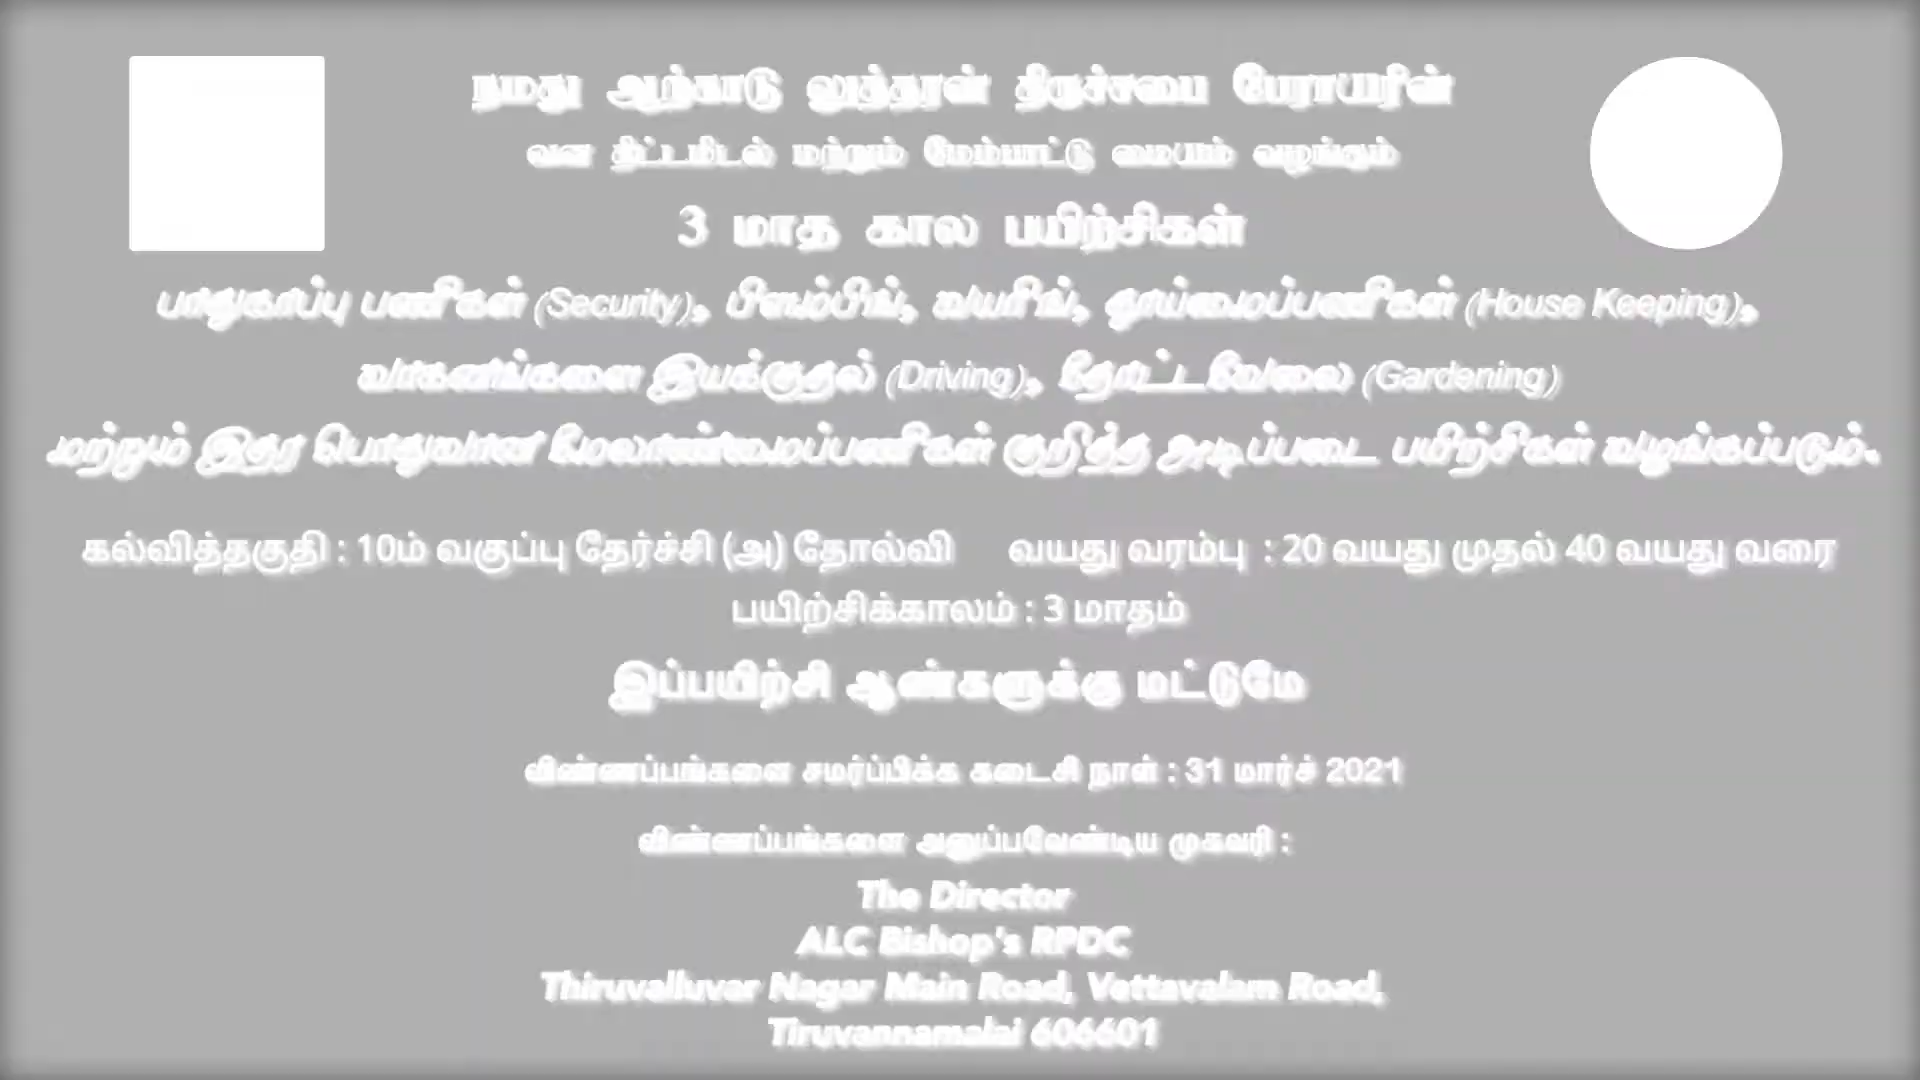 நமது ஆற்காடு லுத்தரன் திருச்சபை பேராயரின்
வள திட்டமிடல் மற்றும் மேம்பாட்டு மையம் வழங்கும்
3 மாத கால பயிற்சிகள்
பாதுகாப்பு பணிகள் (Security), பிளம்பிங், வயரிங், தூய்மைப்பணிகள் (House Keeping),
வாகனங்களை இயக்குதல் (Driving), தோட்ட வேலை (Gardening)
மற்றும் இதர பொதுவான மேலாண்மைப்பணிகள் குறித்த அடிப்படை பயிற்சிகள் வழங்கப்படும்.
கல்வித்தகுதி : 10ம் வகுப்பு தேர்ச்சி (அ) தோல்வி வயது வரம்பு : 20 வயது முதல் 40 வயது வரை
பயிற்சிக்காலம் : 3 மாதம்
இப்பயிற்சி ஆண்களுக்கு மட்டுமே
விண்ணப்பங்களை சமர்ப்பிக்க கடைசி நாள் : 31 மார்ச் 2021
விண்ணப்பங்களை அனுப்பவேண்டிய முகவரி :
The Director
ALC Bishop's RPDC
Thiruvalluvar Nagar Main Road, Vettavalam Road,
Tiruvannamalai 606601